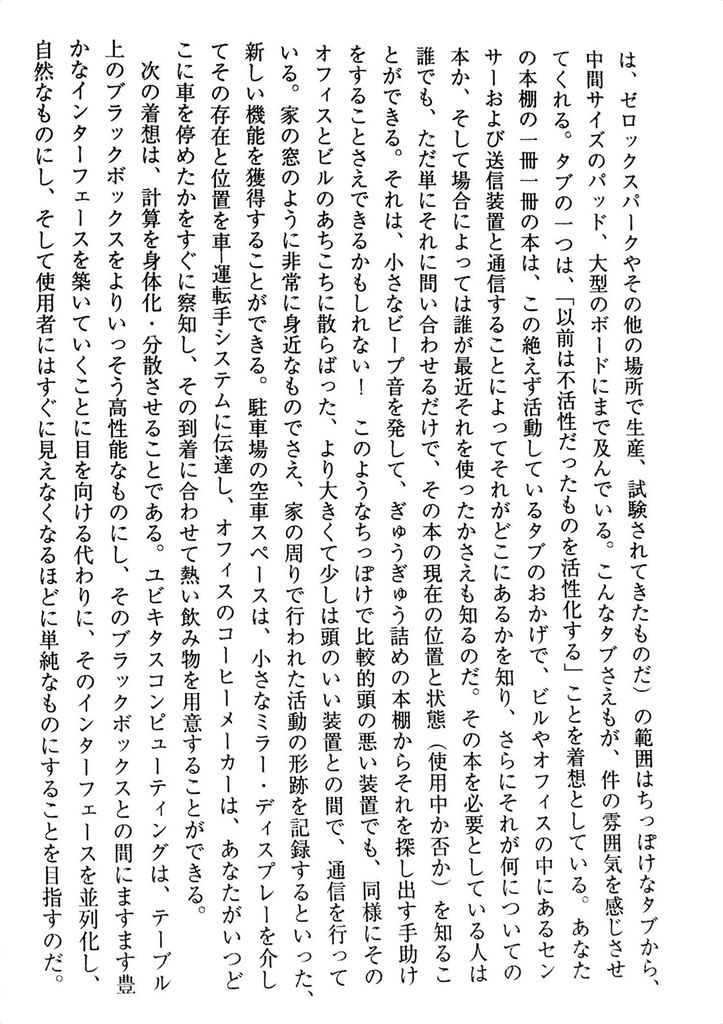 は、ゼロックスパークやその他の場所で生産、試験されてきたものだ）の範囲はちっぽけなタブから、
中間サイズのパッド、大型のボードにまで及んでいる。こんなタブさえもが、件の雰囲気を感じさせ
てくれる。タブの一つは、「以前は不活性だったものを活性化する」ことを着想としている。あなた
の本棚の一冊一冊の本は、この絶えず活動しているタブのおかげで、ビルやオフィスの中にあるセン
サーおよび送信装置と通信することによってそれがどこにあるかを知り、さらにそれが何についての
本か、そして場合によっては誰が最近それを使ったかさえも知るのだ。その本を必要としている人は
誰でも、ただ単にそれに問い合わせるだけで、その本の現在の位置と状態（使用中か否か）を知るこ
とができる。それは、小さなビープ音を発して、ぎゅうぎゅう詰めの本棚からそれを探し出す手助け
をすることさえできるかもしれない！　このようなちっぽけで比較的頭の悪い装置でも、同様にその
オフィスとビルのあちこちに散らばった、より大きくて少しは頭のいい装置との間で、通信を行って
いる。家の窓のように非常に身近なものでさえ、家の周りで行われた活動の形跡を記録するといった、
新しい機能を獲得することができる。駐車場の空車スペースは、小さなミラー・ディスプレーを介し
てその存在と位置を車—運転手システムに伝達し、オフィスのコーヒーメーカーは、あなたがいつど
こに車を停めたかをすぐに察知し、その到着に合わせて熱い飲み物を用意することができる。
　次の着想は、計算を身体化・分散させることである。ユビキタスコンピューティングは、テーブル
上のブラックボックスをよりいっそう高性能なものにし、そのブラックボックスとの間にますます豊
かなインターフェースを築いていくことに目を向ける代わりに、そのインターフェースを並列化し、
自然なものにし、そして使用者にはすぐに見えなくなるほどに単純なものにすることを目指すのだ。